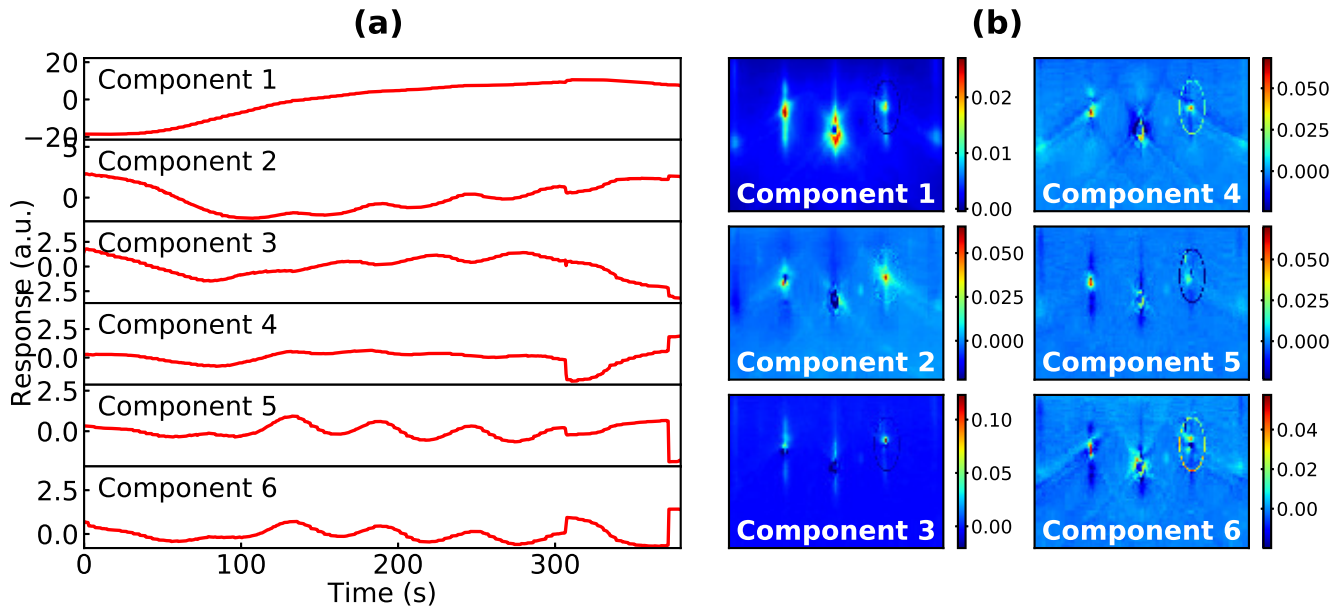 (a)
Response (a.u.)
20
Component 1
0
−20
5
Component 2
0
Component 3
2.5
0.0
2.5
Component 4
2.5
0.0
2.5
Component 5
0.0
Component 6
2.5
0.0
0 100 200 300
Time (s)
(b)
Component 1
0.02
0.01
0.00
Component 4
0.050
0.025
0.000
Component 2
0.050
0.025
0.000
Component 5
0.050
0.025
0.000
Component 3
0.10
0.05
0.00
Component 6
0.04
0.02
0.00